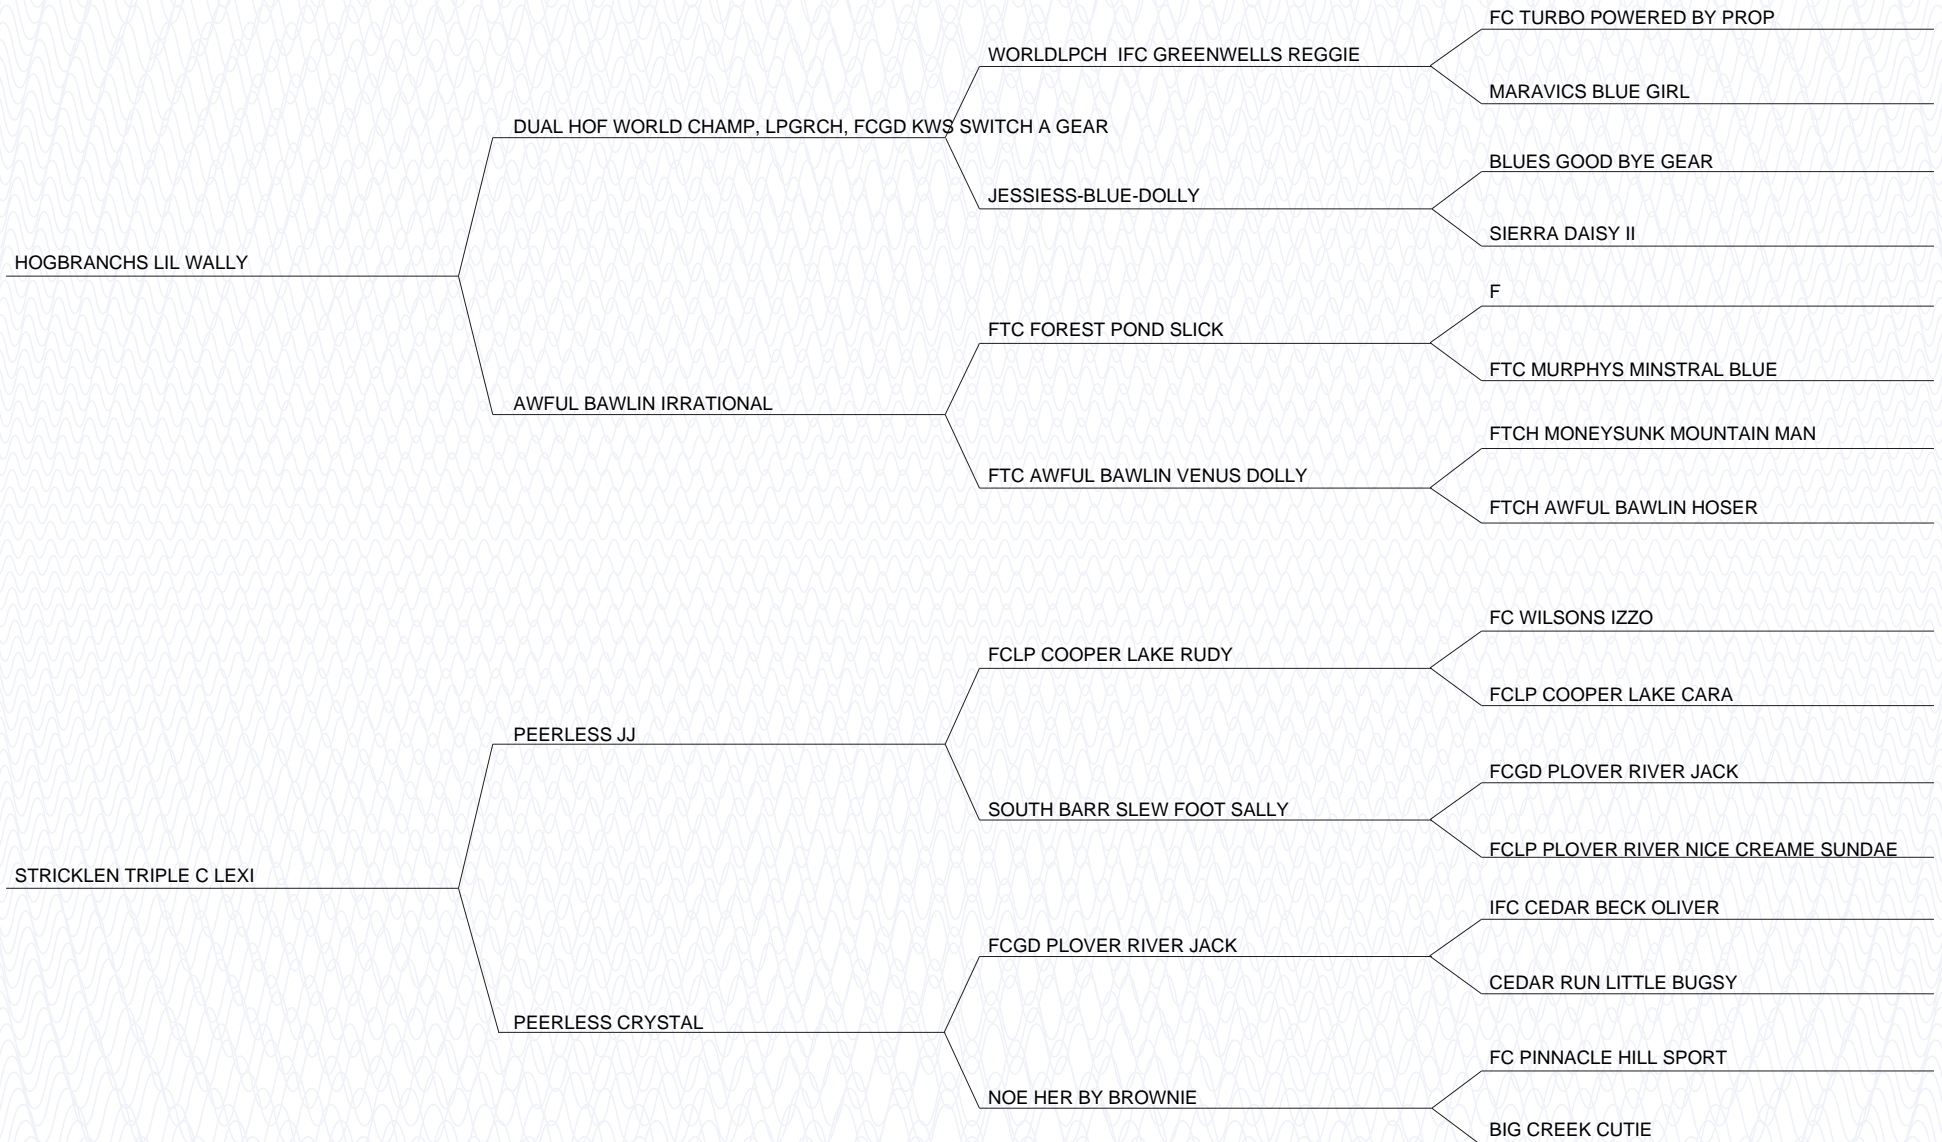 FC TURBO POWERED BY PROP
WORLDLPCH  IFC GREENWELLS REGGIE
MARAVICS BLUE GIRL
DUAL HOF WORLD CHAMP, LPGRCH, FCGD KWS SWITCH A GEAR
BLUES GOOD BYE GEAR
JESSIESS-BLUE-DOLLY
SIERRA DAISY II
HOGBRANCHS LIL WALLY
F
FTC FOREST POND SLICK
FTC MURPHYS MINSTRAL BLUE
AWFUL BAWLIN IRRATIONAL
FTCH MONEYSUNK MOUNTAIN MAN
FTC AWFUL BAWLIN VENUS DOLLY
FTCH AWFUL BAWLIN HOSER
FC WILSONS IZZO
FCLP COOPER LAKE RUDY
FCLP COOPER LAKE CARA
PEERLESS JJ
FCGD PLOVER RIVER JACK
SOUTH BARR SLEW FOOT SALLY
FCLP PLOVER RIVER NICE CREAME SUNDAE
STRICKLEN TRIPLE C LEXI
IFC CEDAR BECK OLIVER
FCGD PLOVER RIVER JACK
CEDAR RUN LITTLE BUGSY
PEERLESS CRYSTAL
FC PINNACLE HILL SPORT
NOE HER BY BROWNIE
BIG CREEK CUTIE